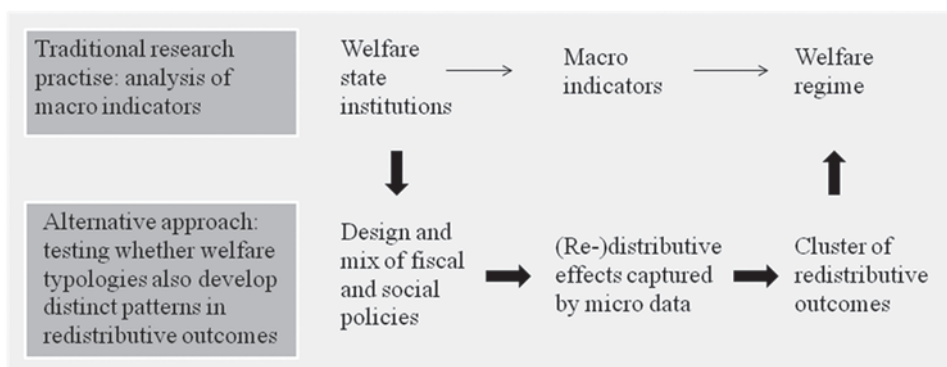 Traditional research
practise: analysis of
macro indicators
Welfare
state
institutions
Macro
indicators
Welfare
regime
Alternative approach:
testing whether welfare
typologies also develop
distinct patterns in
redistributive outcomes
Design and
mix of fiscal
and social
policies
(Re-)distributive
effects captured
by micro data
Cluster of
redistributive
outcomes